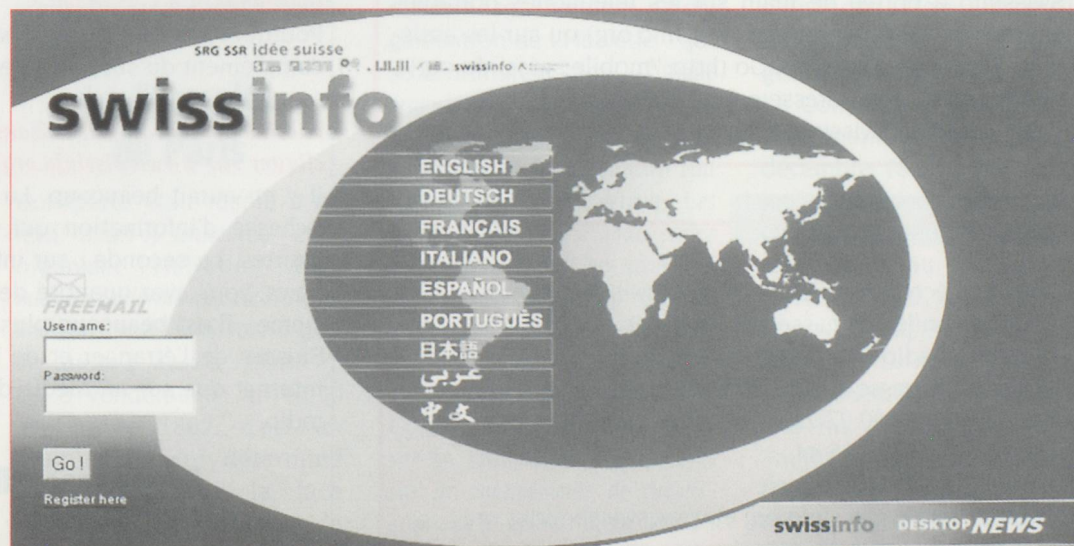 SRG SSR idée suisse
swissinfo
swissinfo
ENGLISH
DEUTSCH
FRANÇAIS
ITALIANO
ESPAÑOL
PORTUGUÊS
日本語
عربي
中文
FREEMAIL
Username:
Password:
Go !
Register here
swissinfo DESKTOP NEWS